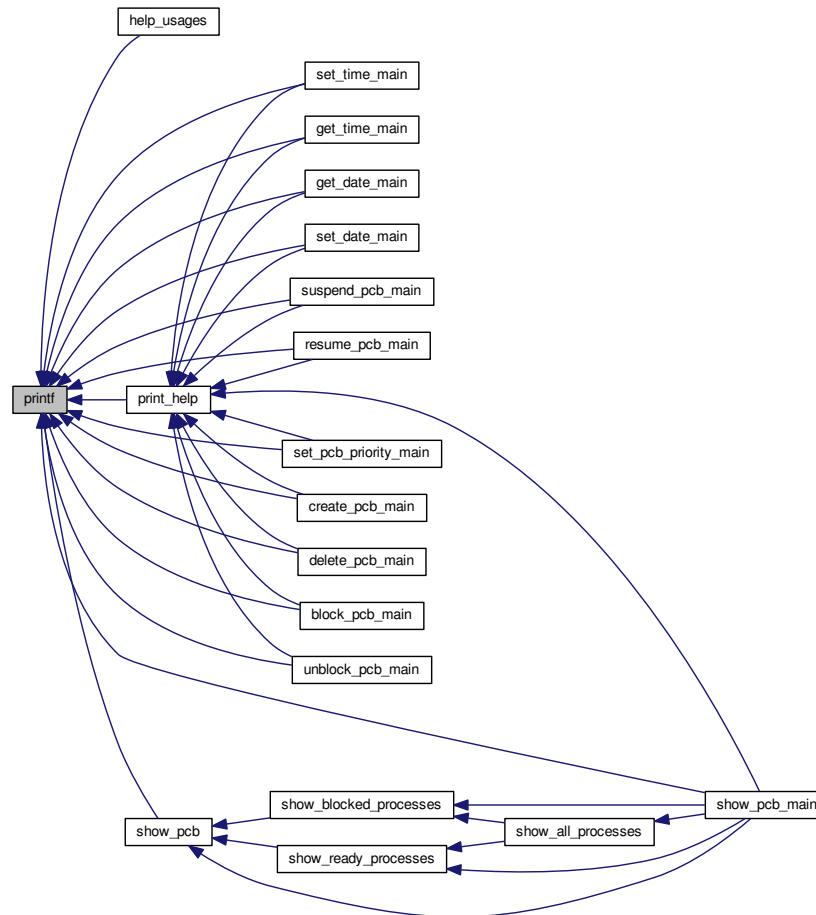 help_usages
set_time_main
get_time_main
get_date_main
set_date_main
suspend_pcb_main
resume_pcb_main
printf
print_help
set_pcb_priority_main
create_pcb_main
delete_pcb_main
block_pcb_main
unblock_pcb_main
show_blocked_processes
show_pcb_main
show_pcb
show_all_processes
show_ready_processes